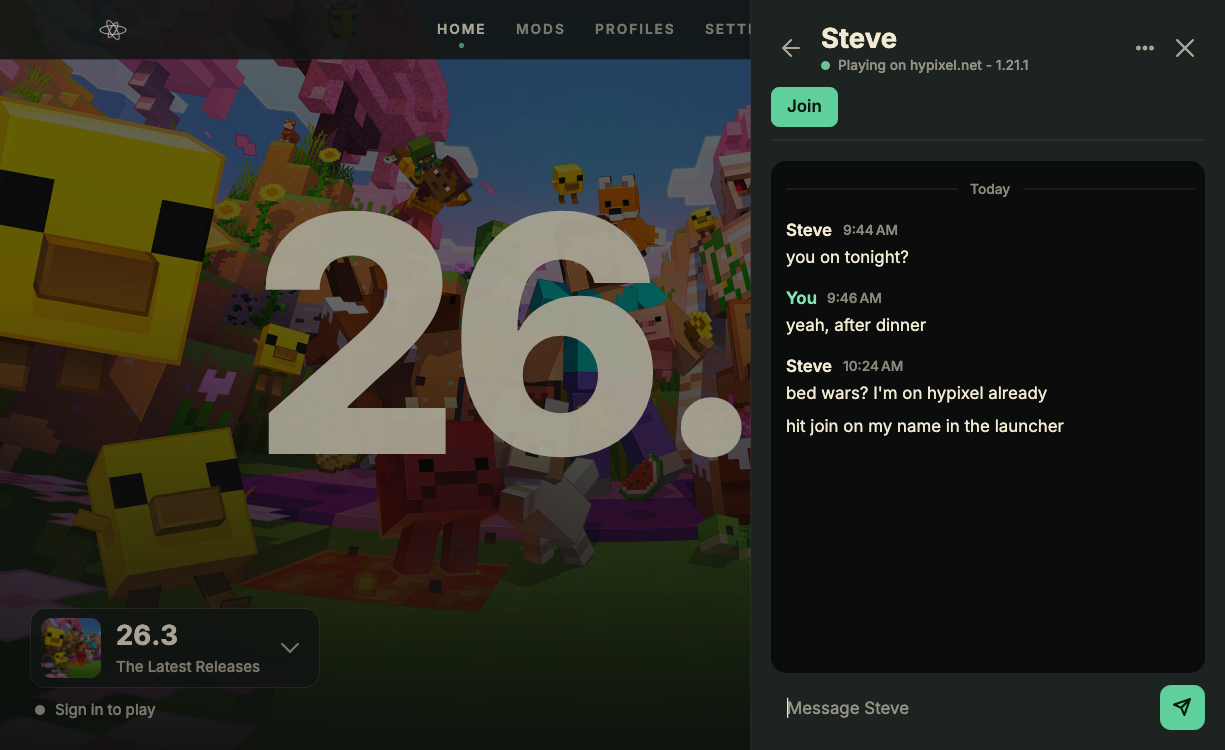 HOME MODS PROFILES SETT
26.
26.3
The Latest Releases
Sign in to play
Steve
Playing on hypixel.net - 1.21.1
Join
Today
Steve 9:44 AM
you on tonight?
You 9:46 AM
yeah, after dinner
Steve 10:24 AM
bed wars? I'm on hypixel already
hit join on my name in the launcher
Message Steve